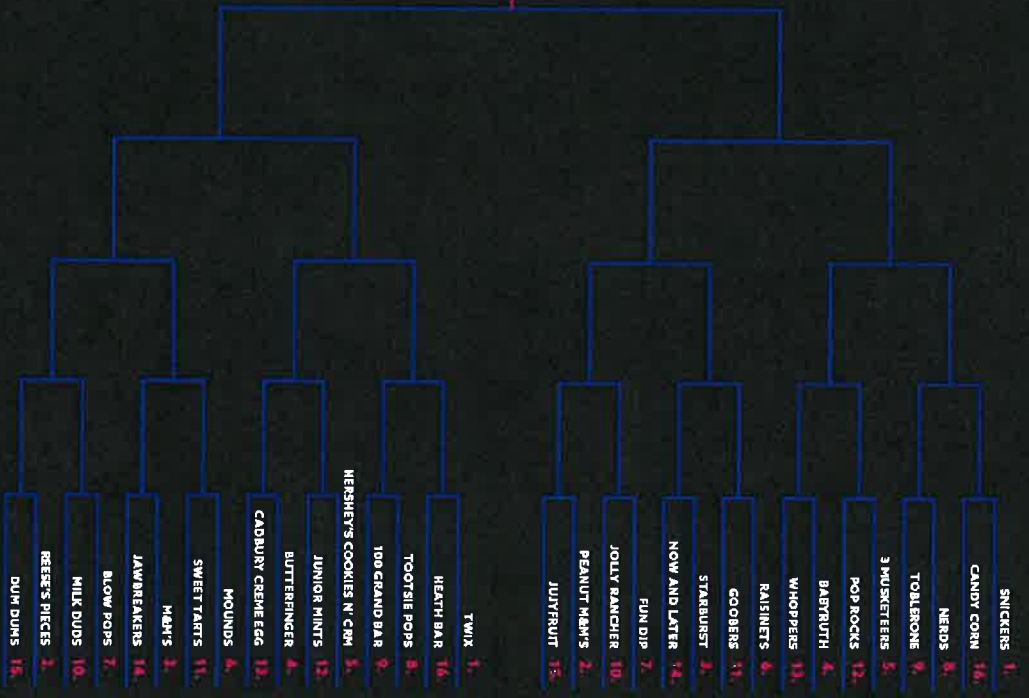 SNICKERS 1.
CANDY CORN 16.
NERDS 8.
TOBLERONE 9.
3 MUSKETEERS 5.
POP ROCKS 12.
BABYRUTH 4.
WHOPPERS 13.
RAISINETS 6.
GOOBERS 11.
STARBURST 3.
NOW AND LATER 14.
FUN DIP 7.
JOLLY RANCHER 10.
PEANUT M&M'S 2.
JUJYFRUIT 15.
TWIX 1.
HEATH BAR 16.
TOOTSIE POPS 8.
100 GRAND BAR 9.
HERSHEY'S COOKIES N' CRM 5.
JUNIOR MINTS 12.
BUTTERFINGER 4.
CADBURY CREME EGG 13.
MOUNDS 6.
SWEETTARTS 11.
M&M'S 3.
JAWBREAKERS 14.
BLOW POPS 7.
MILK DUDS 10.
REESE'S PIECES 2.
DUM DUMS 15.